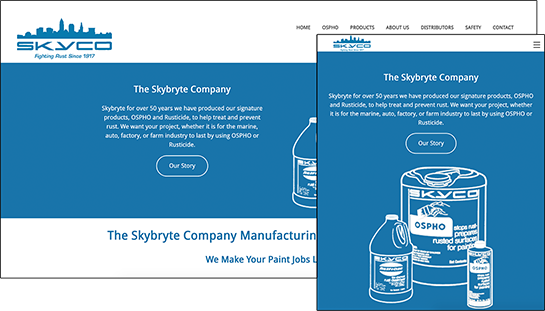 SKYCO
Fighting Rust Since 1917
HOME OSPHO PRODUCTS ABOUT US DISTRIBUTORS SAFETY CONTACT
The Skybryte Company
Skybryte for over 50 years we have produced our signature
products, OSPHO and Rusticide, to help treat and prevent
rust. We want your project, whether it is for the marine,
auto, factory, or farm industry to last by using OSPHO or
Rusticide.
Our Story
The Skybryte Company Manufacturin
We Make Your Paint Jobs L
SKYCO
The Skybryte Company
Skybryte for over 50 years we have produced our signature products, OSPHO
and Rusticide, to help treat and prevent rust. We want your project, whether
it is for the marine, auto, factory, or farm industry to last by using OSPHO or
Rusticide.
Our Story
SKYCO
OSPHO
stops rust
prepares
rusted surfaces
for painting
SKYCO
OSPHO